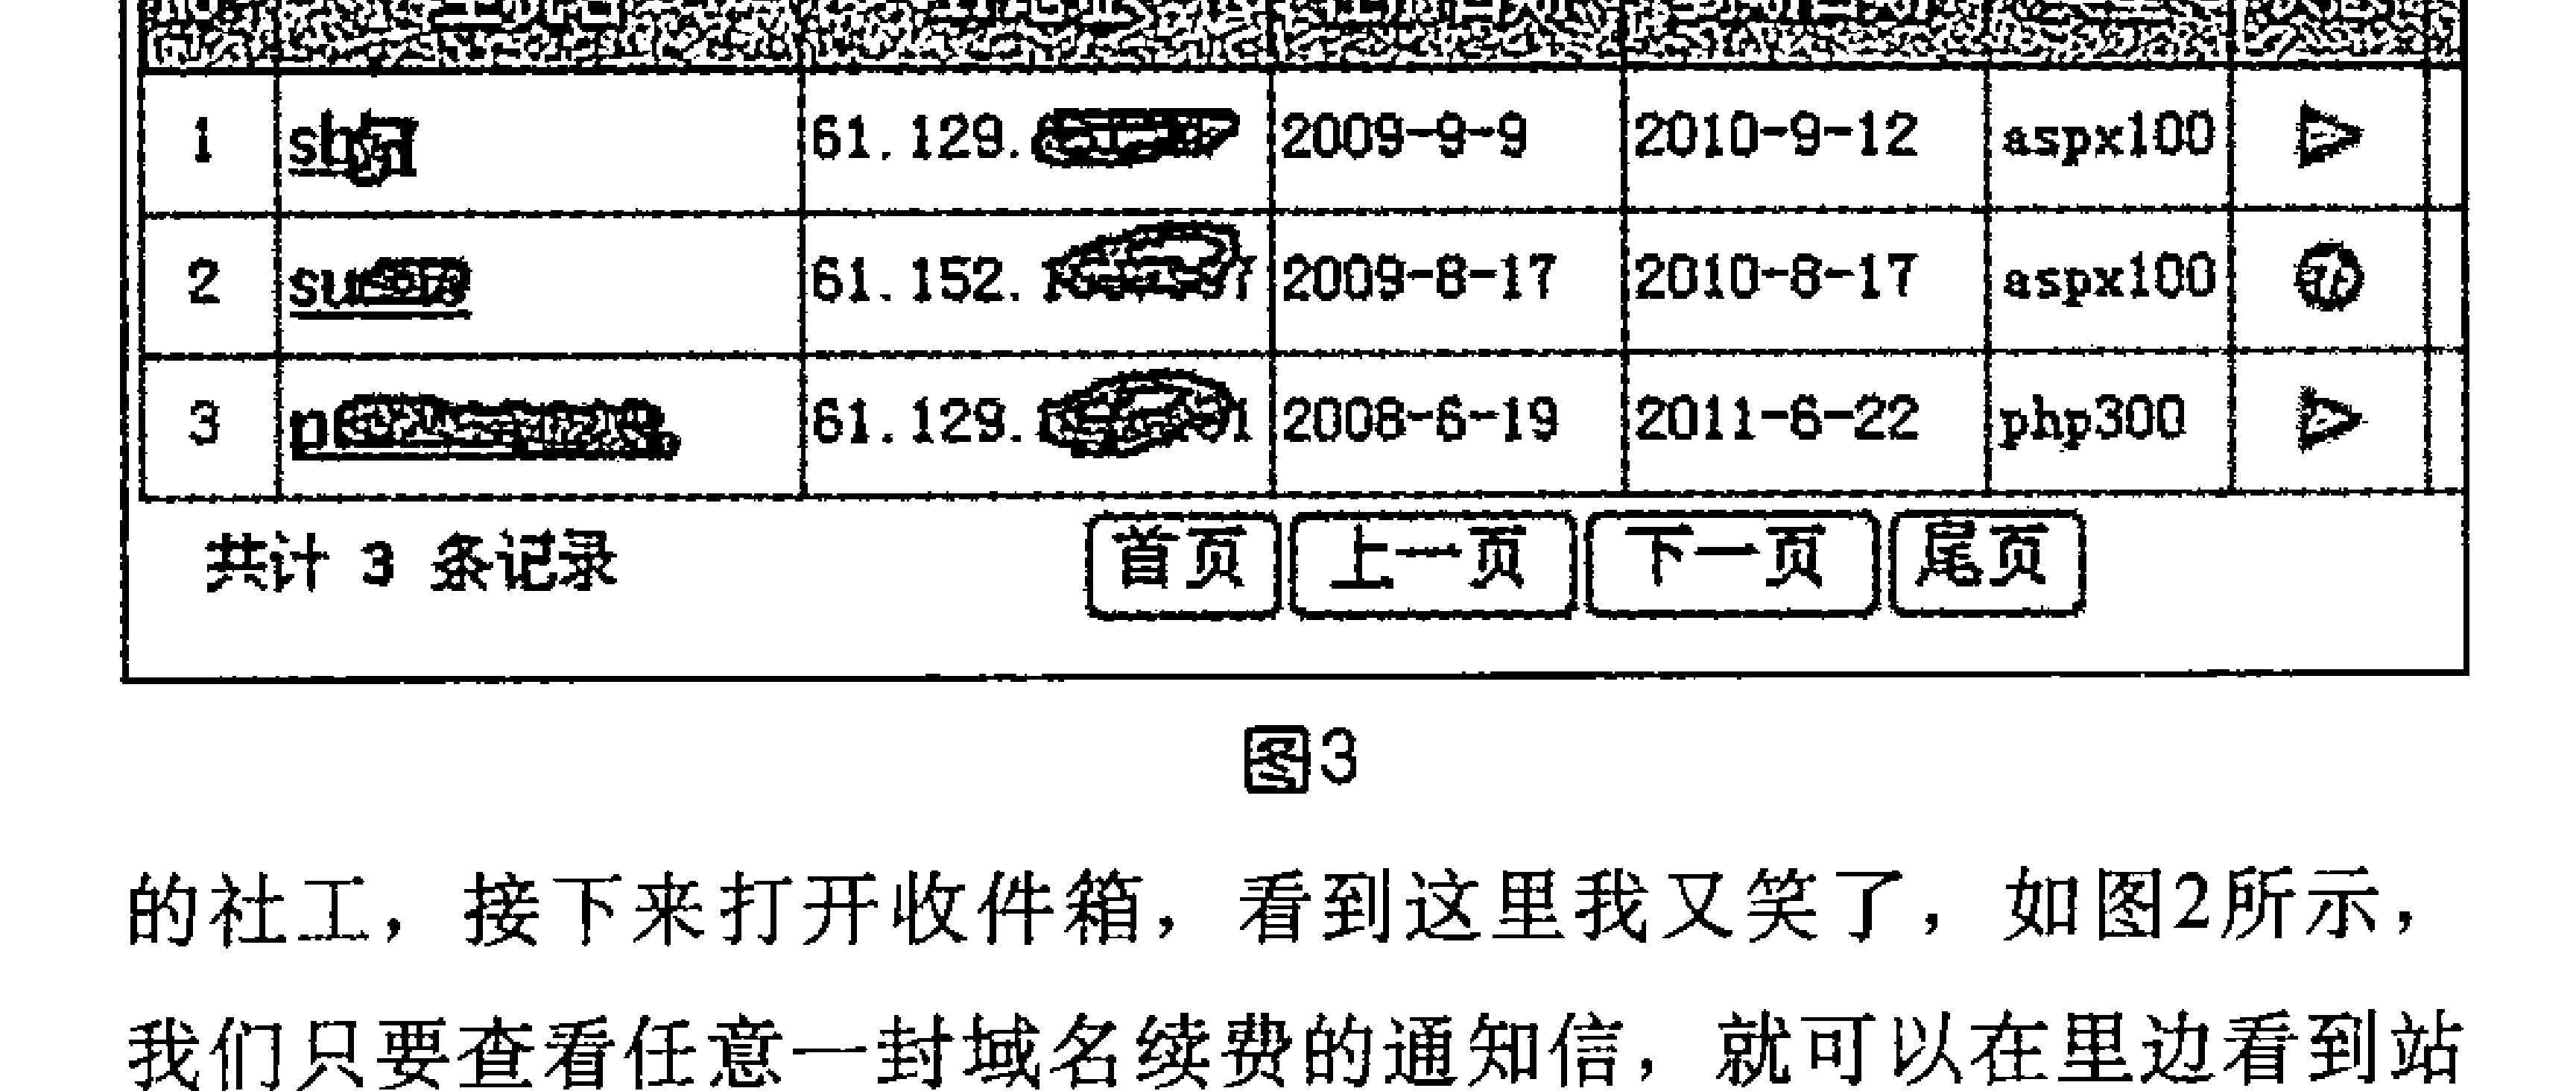 1 61.129. 2009-9-9 2010-9-12 aspx100
2 61.152. 2009-8-17 2010-8-17 aspx100
3 61.129. 2008-6-19 2011-6-22 php300
共计 3 条记录 首页 上一页 下一页 尾页
图3
的社工，接下来打开收件箱，看到这里我又笑了，如图2所示，
我们只要查看任意一封域名续费的通知信，就可以在里边看到站